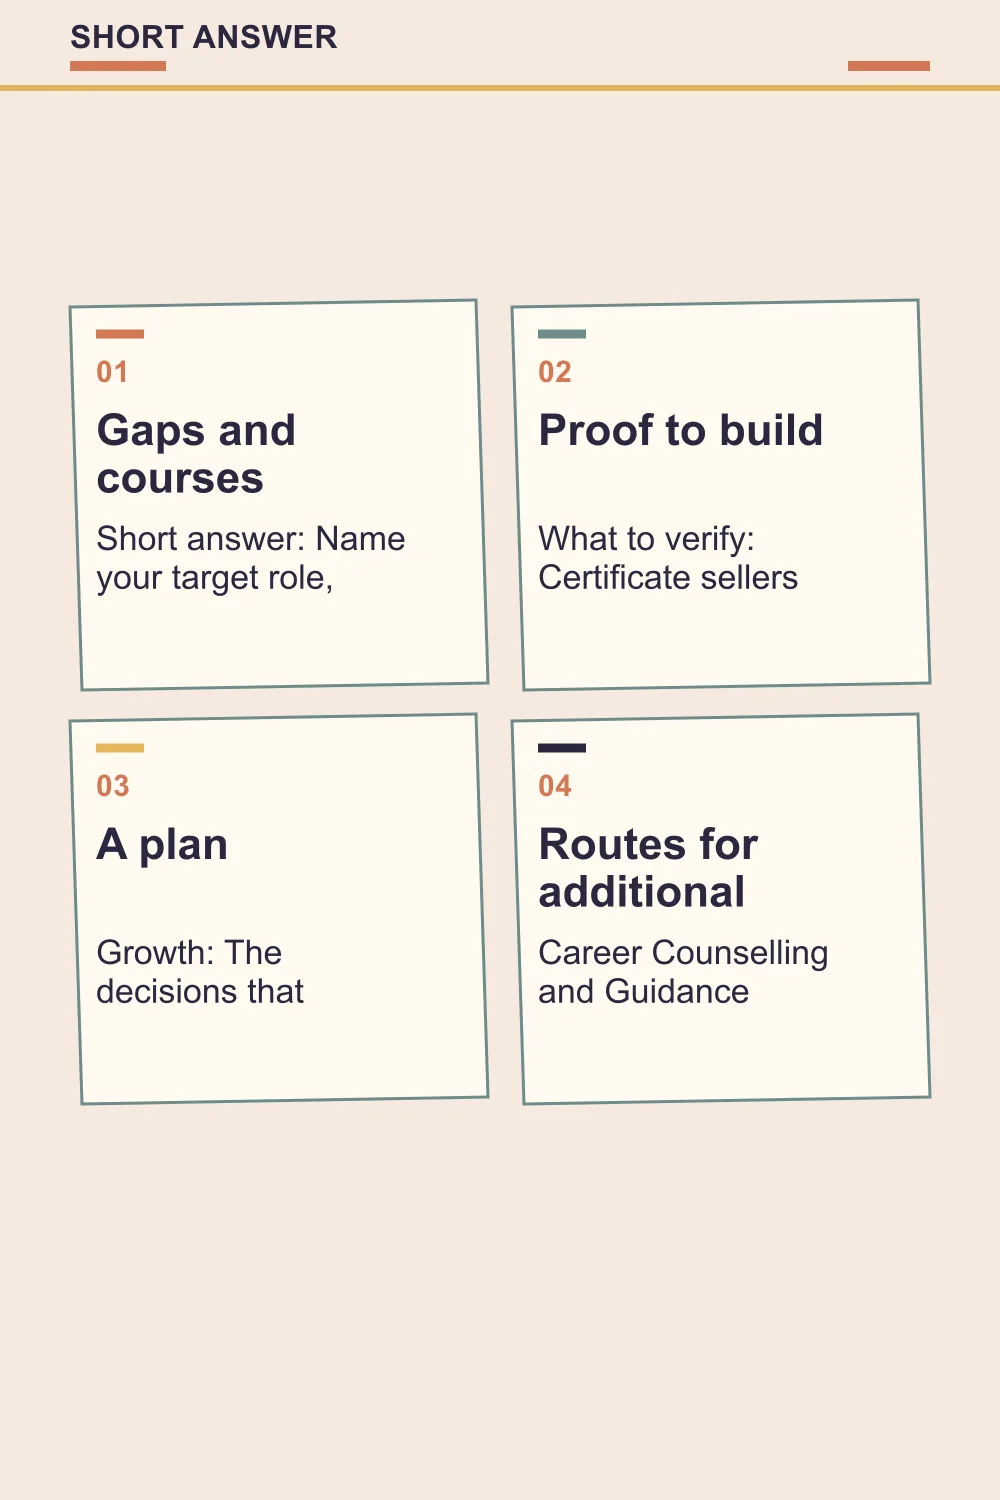 SHORT ANSWER
01
Gaps and
courses
Short answer: Name
your target role,
02
Proof to build
What to verify:
Certificate sellers
03
A plan
Growth: The
decisions that
04
Routes for
additional
Career Counselling
and Guidance